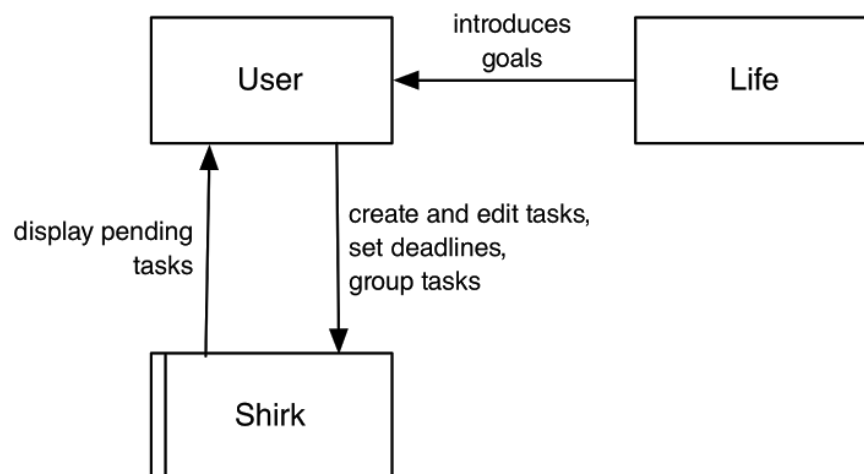 introduces
goals
User
Life
display pending
tasks
create and edit tasks,
set deadlines,
group tasks
Shirk